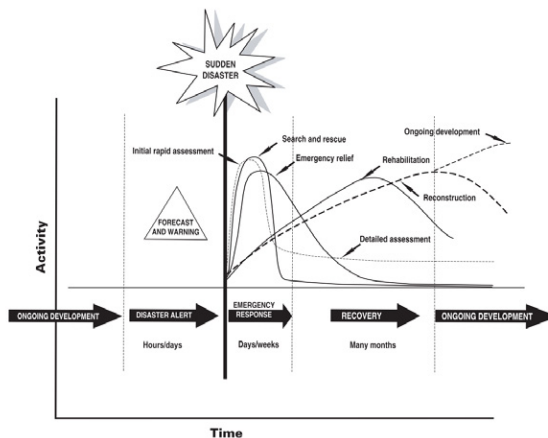 SUDDEN
DISASTER
Ongoing development
Search and rescue
Initial rapid assessment
Emergency relief
Rehabilitation
Reconstruction
FORECAST
AND WARNING
Detailed assessment
Activity
ONGOING DEVELOPMENT
DISASTER ALERT
EMERGENCY
RESPONSE
RECOVERY
ONGOING DEVELOPMENT
Hours/days
Days/weeks
Many months
Time